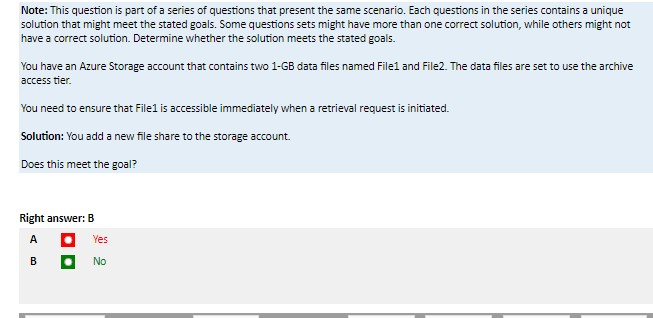 Note: This question is part of a series of questions that present the same scenario. Each questions in the series contains a unique
solution that might meet the stated goals. Some questions sets might have more than one correct solution, while others might not
have a correct solution. Determine whether the solution meets the stated goals.
You have an Azure Storage account that contains two 1-GB data files named File1 and File2. The data files are set to use the archive
access tier.
You need to ensure that File1 is accessible immediately when a retrieval request is initiated.
Solution: You add a new file share to the storage account.
Does this meet the goal?
Right answer: B
A Yes
B No